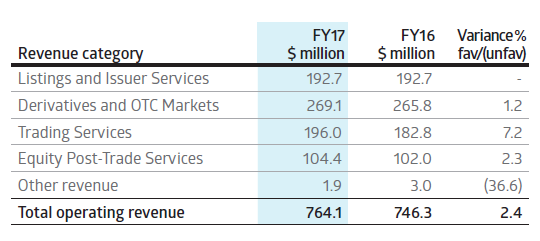 FY17 FY16 Variance%
Revenue category $ million $ million fav/(unfav)
Listings and Issuer Services 192.7 192.7 -
Derivatives and OTC Markets 269.1 265.8 1.2
Trading Services 196.0 182.8 7.2
Equity Post-Trade Services 104.4 102.0 2.3
Other revenue 1.9 3.0 (36.6)
Total operating revenue 764.1 746.3 2.4